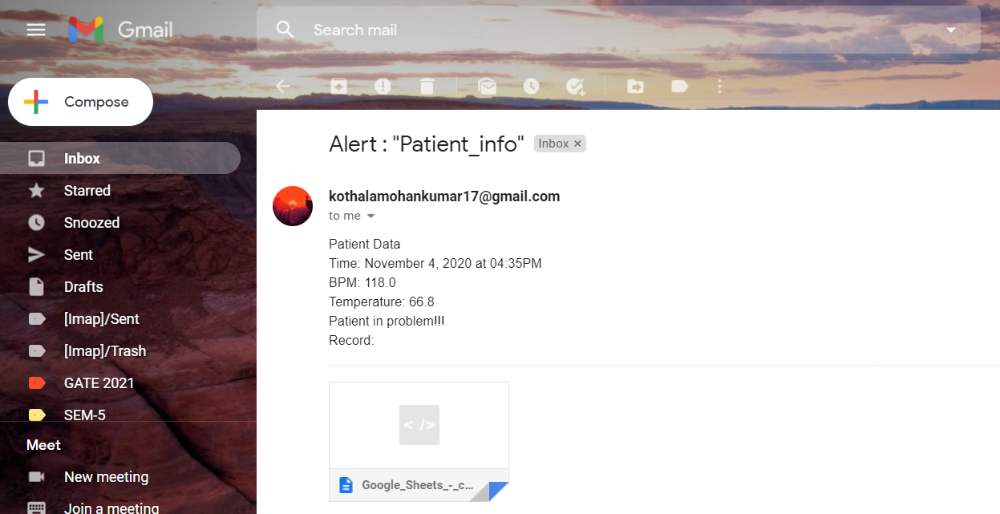 Gmail
Search mail
Compose
Inbox
Starred
Snoozed
Sent
Drafts
[Imap]/Sent
[Imap]/Trash
GATE 2021
SEM-5
Meet
New meeting
Join a meeting
Alert : "Patient_info" Inbox ×
kothalamohankumar17@gmail.com
to me
Patient Data
Time: November 4, 2020 at 04:35PM
BPM: 118.0
Temperature: 66.8
Patient in problem!!!
Record:
< />
Google_Sheets_-_c...